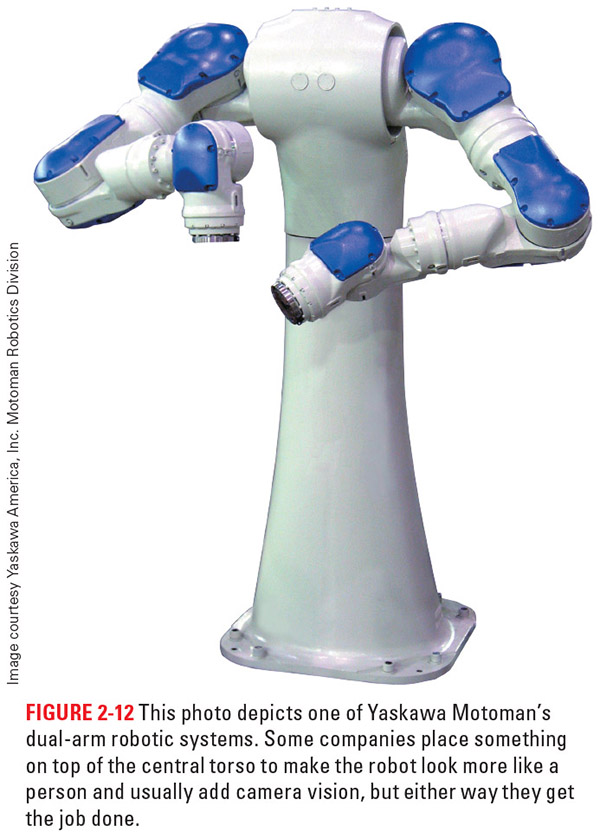 Image courtesy Yaskawa America, Inc. Motoman Robotics Division
FIGURE 2-12 This photo depicts one of Yaskawa Motoman's
dual-arm robotic systems. Some companies place something
on top of the central torso to make the robot look more like a
person and usually add camera vision, but either way they get
the job done.